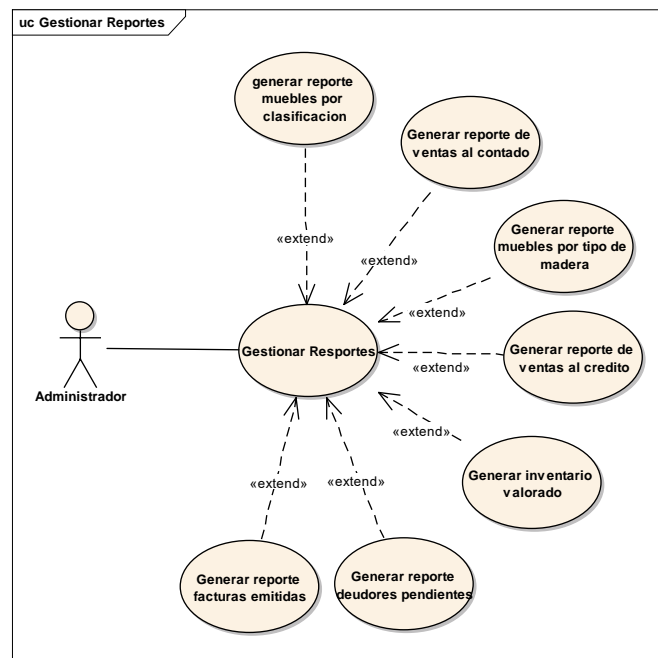 uc Gestionar Reportes
generar reporte
muebles por
clasificacion
Generar reporte de
ventas al contado
«extend»
«extend»
Generar reporte
muebles por tipo de
madera
«extend»
Gestionar Resportes
Generar reporte de
ventas al credito
«extend»
Administrador
«extend»
Generar inventario
valorado
«extend»
«extend»
Generar reporte
facturas emitidas
Generar reporte
deudores pendientes